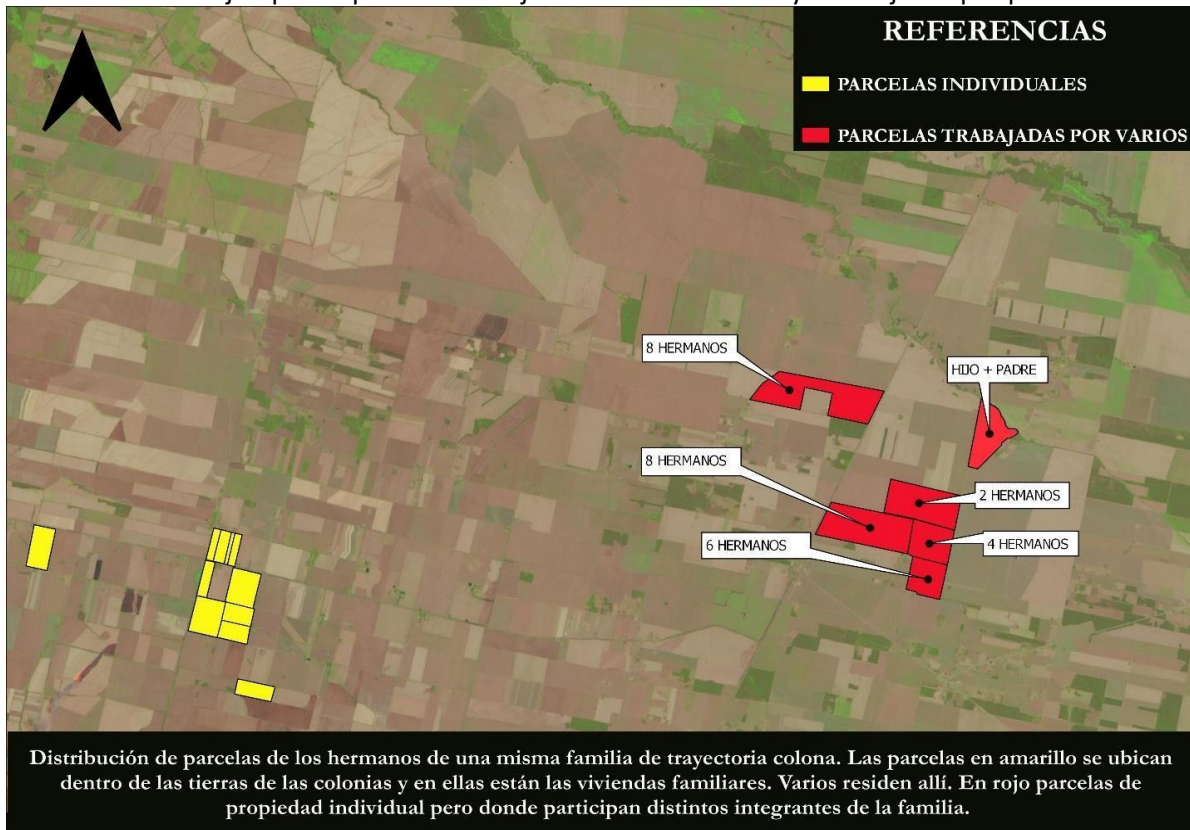 REFERENCIAS
PARCELAS INDIVIDUALES
PARCELAS TRABAJADAS POR VARIOS
8 HERMANOS
HIJO + PADRE
8 HERMANOS
2 HERMANOS
6 HERMANOS
4 HERMANOS
Distribución de parcelas de los hermanos de una misma familia de trayectoria colona. Las parcelas en amarillo se ubican
dentro de las tierras de las colonias y en ellas están las viviendas familiares. Varios residen allí. En rojo parcelas de
propiedad individual pero donde participan distintos integrantes de la familia.